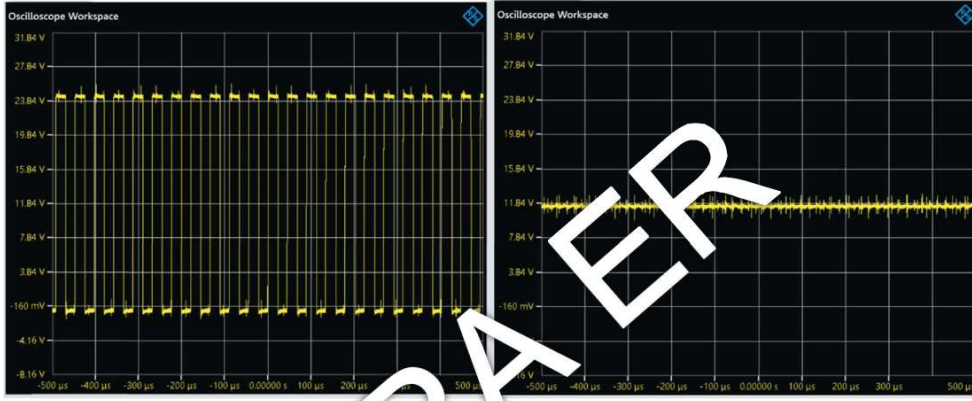 Oscilloscope Workspace
31.84 V
27.84 V
23.84 V
19.84 V
15.84 V
11.84 V
7.84 V
3.84 V
-160 mV
-4.16 V
-8.16 V
-500 µs -400 µs -300 µs -200 µs -100 µs 0.00000 s 100 µs 200 µs 500 µs
Oscilloscope Workspace
31.84 V
27.84 V
23.84 V
19.84 V
15.84 V
11.84 V
7.84 V
3.84 V
-160 mV
-500 µs -400 µs -300 µs -200 µs -100 µs 0.00000 s 100 µs 200 µs 300 µs 500 µs